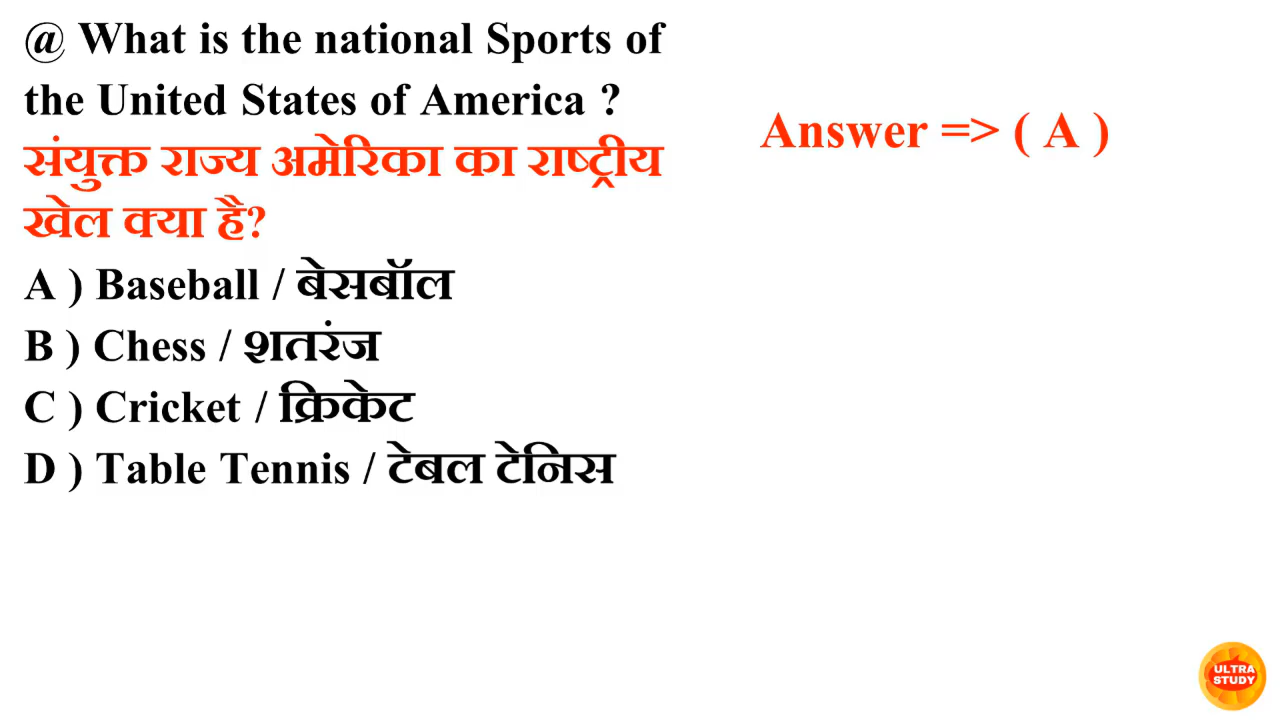 @ What is the national Sports of
the United States of America ?
संयुक्त राज्य अमेरिका का राष्ट्रीय
खेल क्या है?
A ) Baseball / बेसबॉल
B ) Chess / शतरंज
C ) Cricket / क्रिकेट
D ) Table Tennis / टेबल टेनिस
Answer => ( A )
ULTRA
STUDY